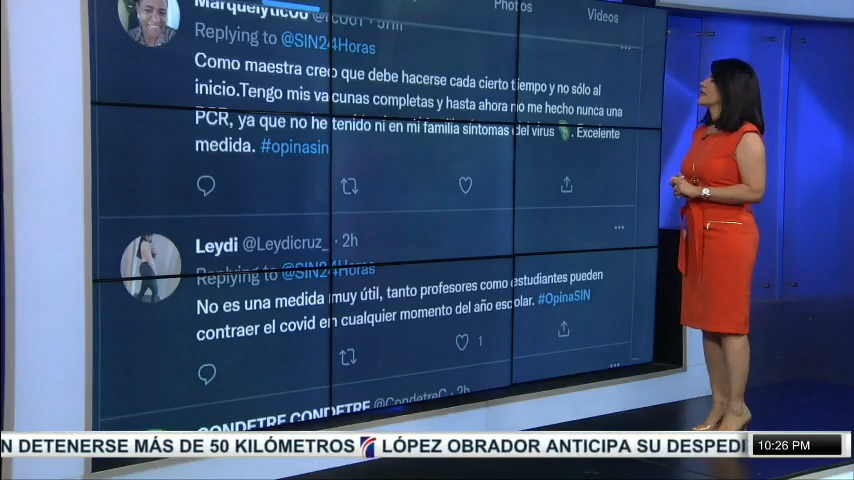 Photos
Videos
Replying to @SIN24Horas
Como maestra creo que debe hacerse cada cierto tiempo y no sólo al
inicio.Tengo mis vacunas completas y hasta ahora no me hecho nunca una
PCR, ya que no he tenido ni en mi familia síntomas del virus . Excelente
medida. #opinasin
Leydi @Leydicruz_ · 2h
Replying to @SIN24Horas
No es una medida muy útil, tanto profesores como estudiantes pueden
contraer el covid en cualquier momento del año escolar. #OpinaSIN
1
CONDETRE CONDETRE @CondetreC · 2h
N DETENERSE MÁS DE 50 KILÓMETROS LÓPEZ OBRADOR ANTICIPA SU DESPEDI
10:26 PM